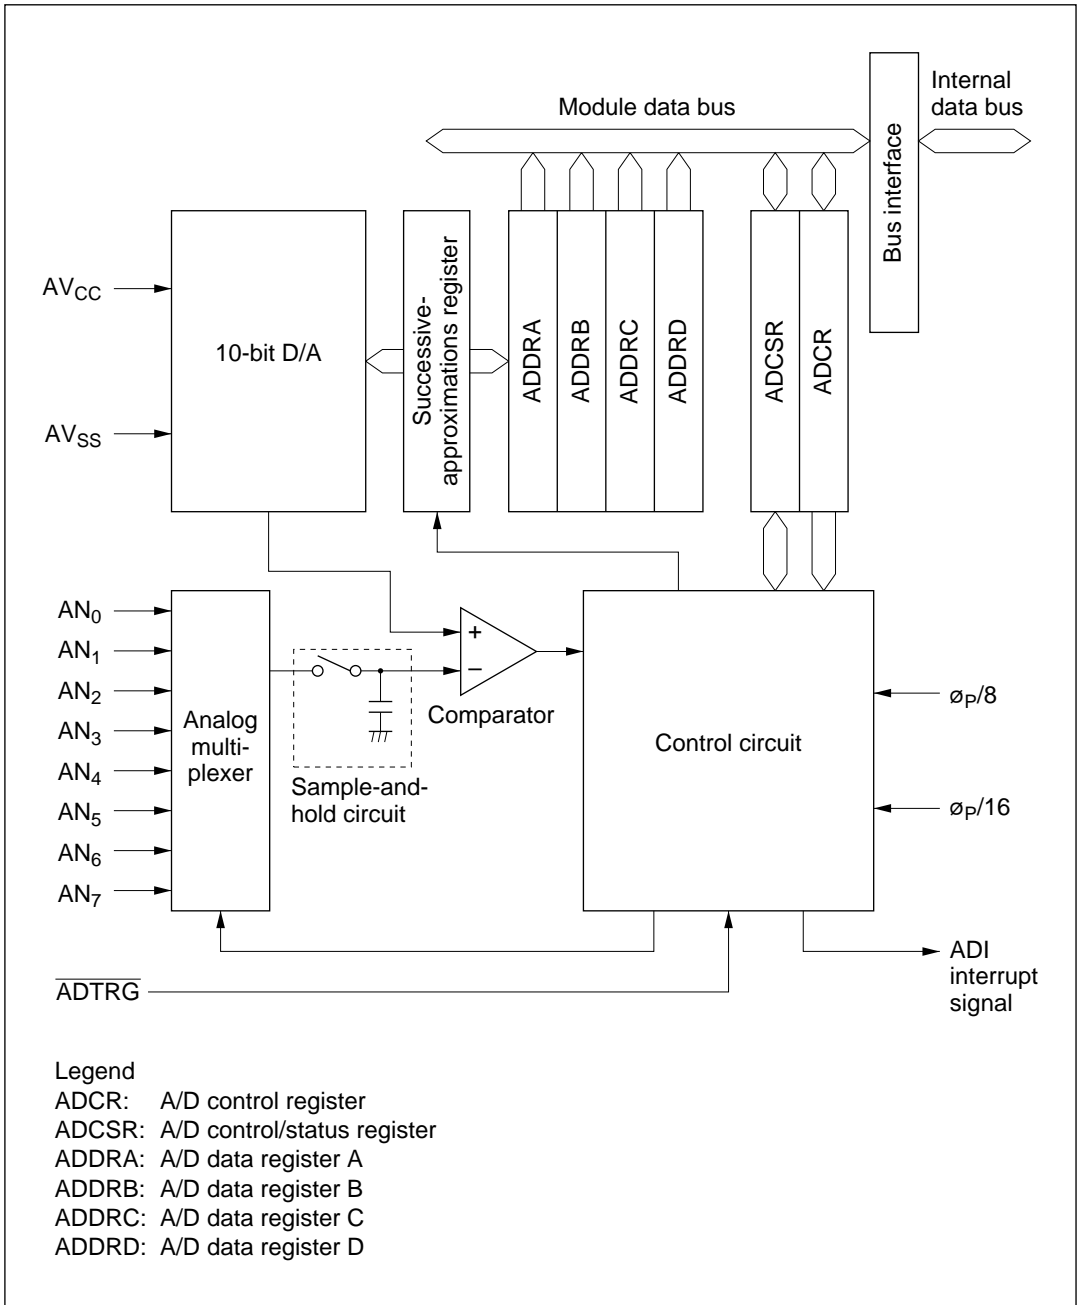 Module data bus
Internal
data bus
Bus interface
AVCC
AVSS
10-bit D/A
Successive-
approximations register
ADDRA
ADDRB
ADDRC
ADDRD
ADCSR
ADCR
AN0
AN1
AN2
AN3
AN4
AN5
AN6
AN7
Analog
multi-
plexer
Sample-and-
hold circuit
+
−
Comparator
Control circuit
øP/8
øP/16
ADTRG
ADI
interrupt
signal
Legend
ADCR: A/D control register
ADCSR: A/D control/status register
ADDRA: A/D data register A
ADDRB: A/D data register B
ADDRC: A/D data register C
ADDRD: A/D data register D